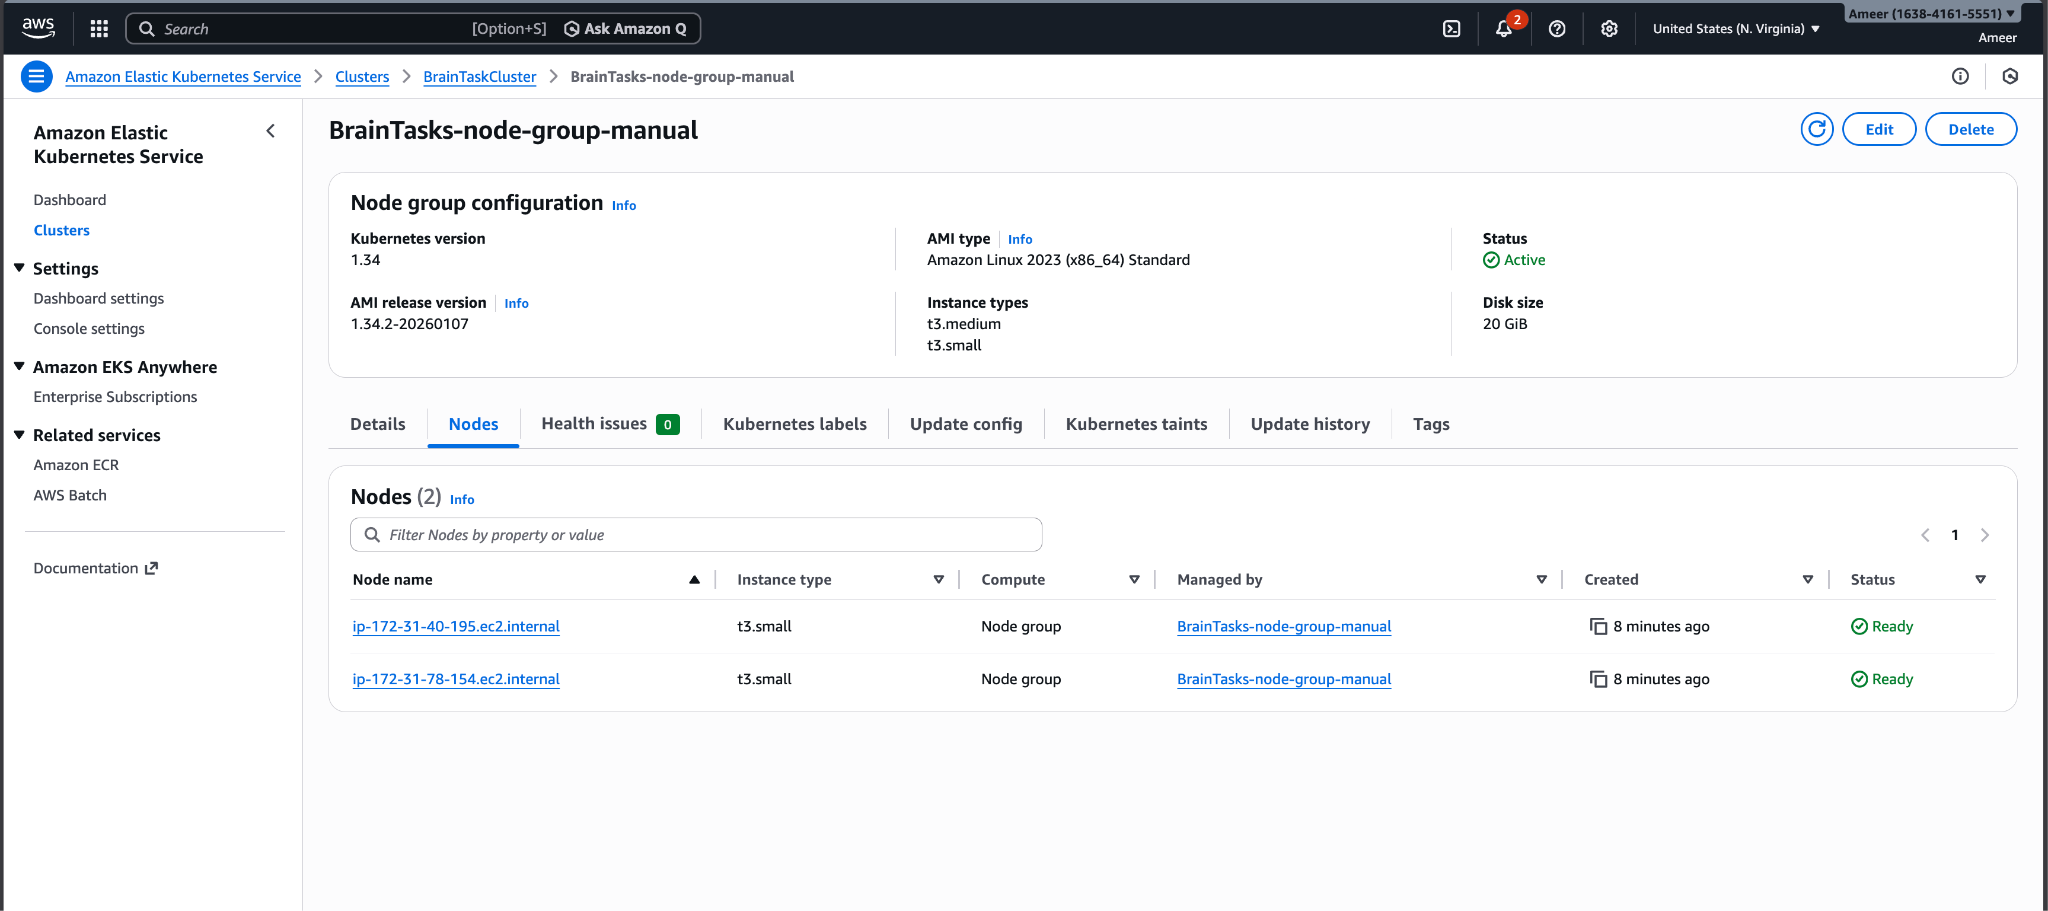 aws
Search [Option+S] Ask Amazon Q
2
United States (N. Virginia) ▼
Ameer (1638-4161-5551) ▼
Ameer
Amazon Elastic Kubernetes Service > Clusters > BrainTaskCluster > BrainTasks-node-group-manual
Amazon Elastic
Kubernetes Service
Dashboard
Clusters
Settings
Dashboard settings
Console settings
Amazon EKS Anywhere
Enterprise Subscriptions
Related services
Amazon ECR
AWS Batch
Documentation
BrainTasks-node-group-manual
Edit
Delete
Node group configuration Info
Kubernetes version
1.34
AMI type Info
Amazon Linux 2023 (x86_64) Standard
Status
Active
AMI release version Info
1.34.2-20260107
Instance types
t3.medium
t3.small
Disk size
20 GiB
Details Nodes Health issues 0 Kubernetes labels Update config Kubernetes taints Update history Tags
Nodes (2) Info
Filter Nodes by property or value
1
Node name Instance type Compute Managed by Created Status
ip-172-31-40-195.ec2.internal t3.small Node group BrainTasks-node-group-manual 8 minutes ago Ready
ip-172-31-78-154.ec2.internal t3.small Node group BrainTasks-node-group-manual 8 minutes ago Ready